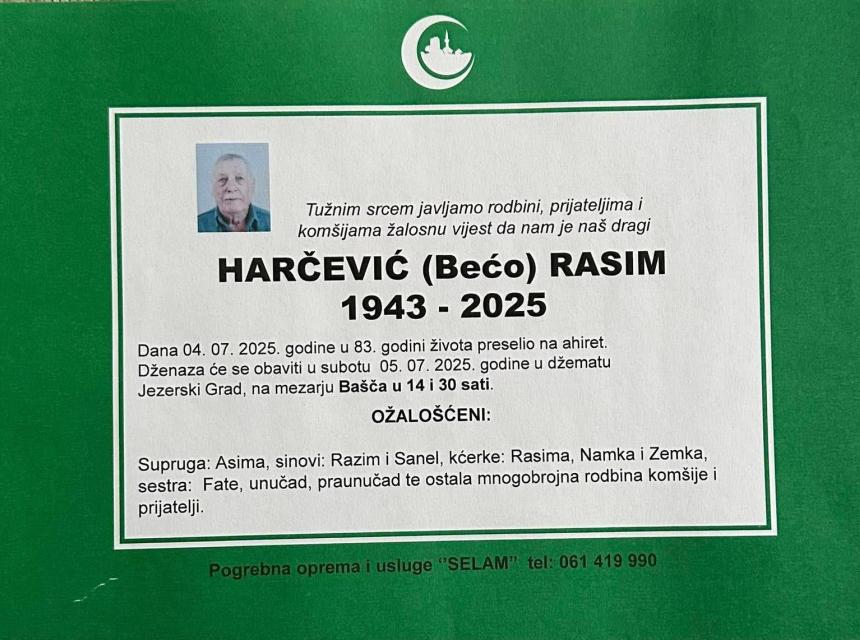 Tužnim srcem javljamo rodbini, prijateljima i
komšijama žalosnu vijest da nam je naš dragi
HARČEVIĆ (Bećo) RASIM
1943 - 2025
Dana 04. 07. 2025. godine u 83. godini života preselio na ahiret.
Dženaza će se obaviti u subotu 05. 07. 2025. godine u džematu
Jezerski Grad, na mezarju Bašča u 14 i 30 sati.
OŽALOŠĆENI:
Supruga: Asima, sinovi: Razim i Sanel, kćerke: Rasima, Namka i Zemka,
sestra: Fate, unučad, praunučad te ostala mnogobrojna rodbina komšije i
prijatelji.
Pogrebna oprema i usluge ‘‘SELAM’’ tel: 061 419 990